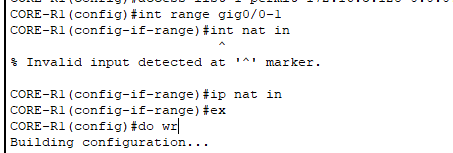 CORE-R1(config)#int range gig0/0-1
CORE-R1(config-if-range)#int nat in
^
% Invalid input detected at '^' marker.
CORE-R1(config-if-range)#ip nat in
CORE-R1(config-if-range)#ex
CORE-R1(config)#do wr
Building configuration...